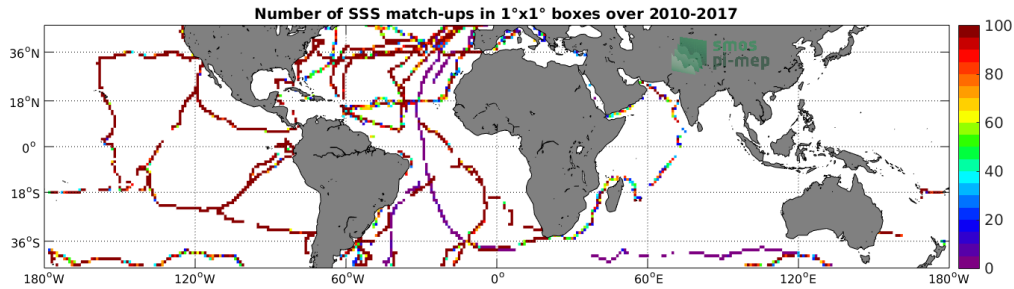 Number of SSS match-ups in 1°x1° boxes over 2010-2017
smos
pi-mep
36°N
18°N
0°
18°S
36°S
180°W
120°W
60°W
0°
60°E
120°E
180°W
100
80
60
40
20
0